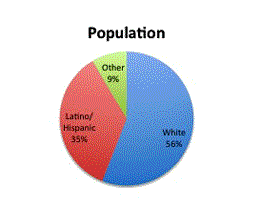 Population
Other
9%
Latino/
Hispanic
35%
White
56%